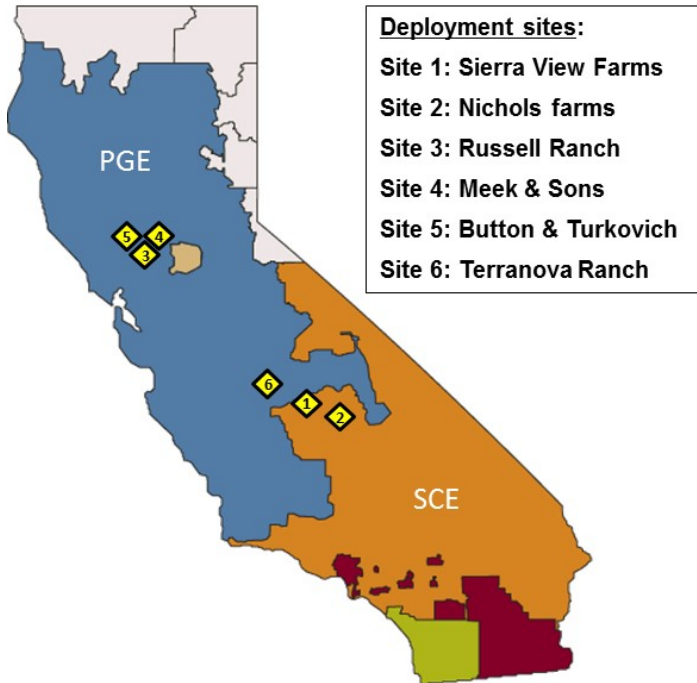 Deployment sites:
Site 1: Sierra View Farms
Site 2: Nichols farms
Site 3: Russell Ranch
Site 4: Meek & Sons
Site 5: Button & Turkovich
Site 6: Terranova Ranch
PGE
5
4
3
6
1
2
SCE